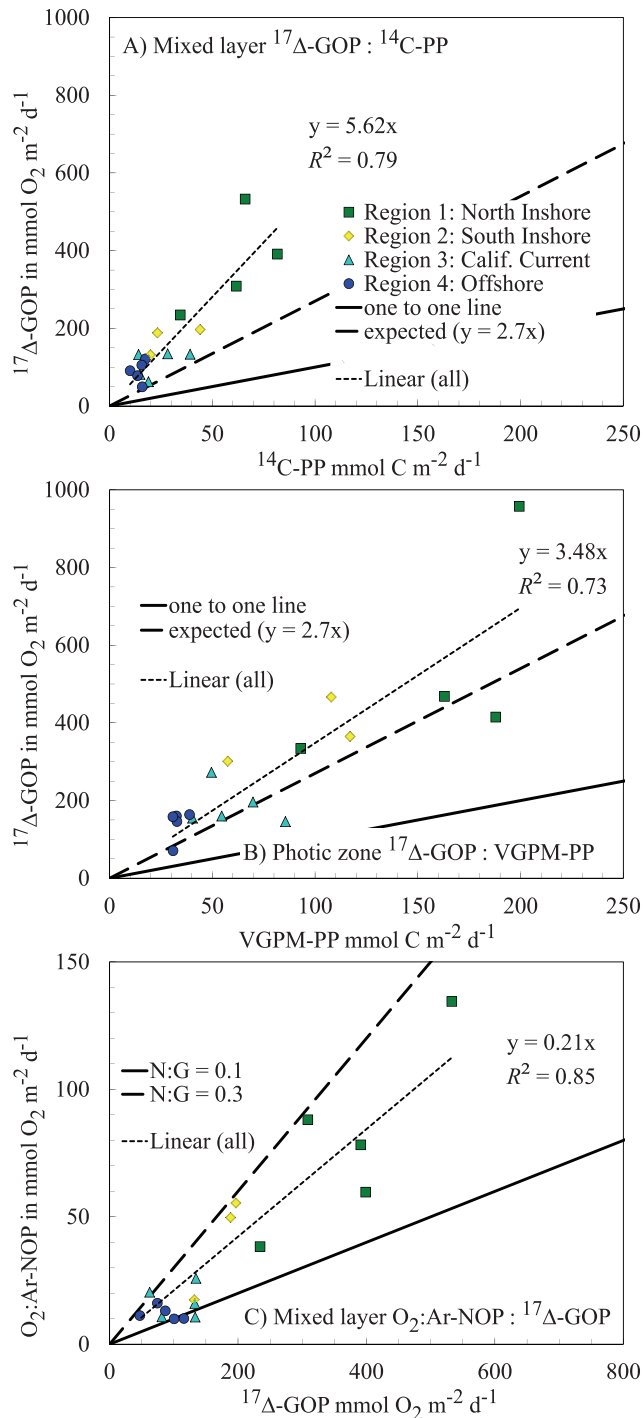 A) Mixed layer ¹⁷Δ-GOP : ¹⁴C-PP
1000
800
600
400
200
0
¹⁷Δ-GOP in mmol O₂ m⁻² d⁻¹
y = 5.62x
R² = 0.79
Region 1: North Inshore
Region 2: South Inshore
Region 3: Calif. Current
Region 4: Offshore
one to one line
expected (y = 2.7x)
Linear (all)
0 50 100 150 200 250
¹⁴C-PP mmol C m⁻² d⁻¹
1000
800
600
400
200
0
¹⁷Δ-GOP in mmol O₂ m⁻² d⁻¹
y = 3.48x
R² = 0.73
one to one line
expected (y = 2.7x)
Linear (all)
B) Photic zone ¹⁷Δ-GOP : VGPM-PP
0 50 100 150 200 250
VGPM-PP mmol C m⁻² d⁻¹
150
100
50
0
O₂:Ar-NOP in mmol O₂ m⁻² d⁻¹
y = 0.21x
R² = 0.85
N:G = 0.1
N:G = 0.3
Linear (all)
C) Mixed layer O₂:Ar-NOP : ¹⁷Δ-GOP
0 200 400 600 800
¹⁷Δ-GOP mmol O₂ m⁻² d⁻¹